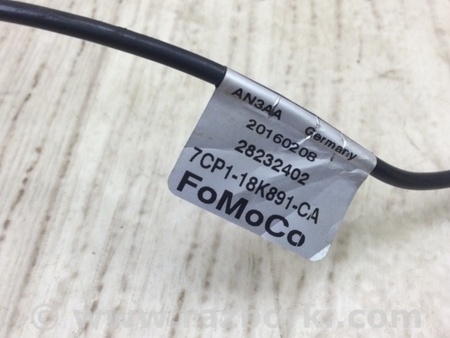 AN3AA Germany
20160208
28232402
7CP1-18K891-CA
FoMoCo